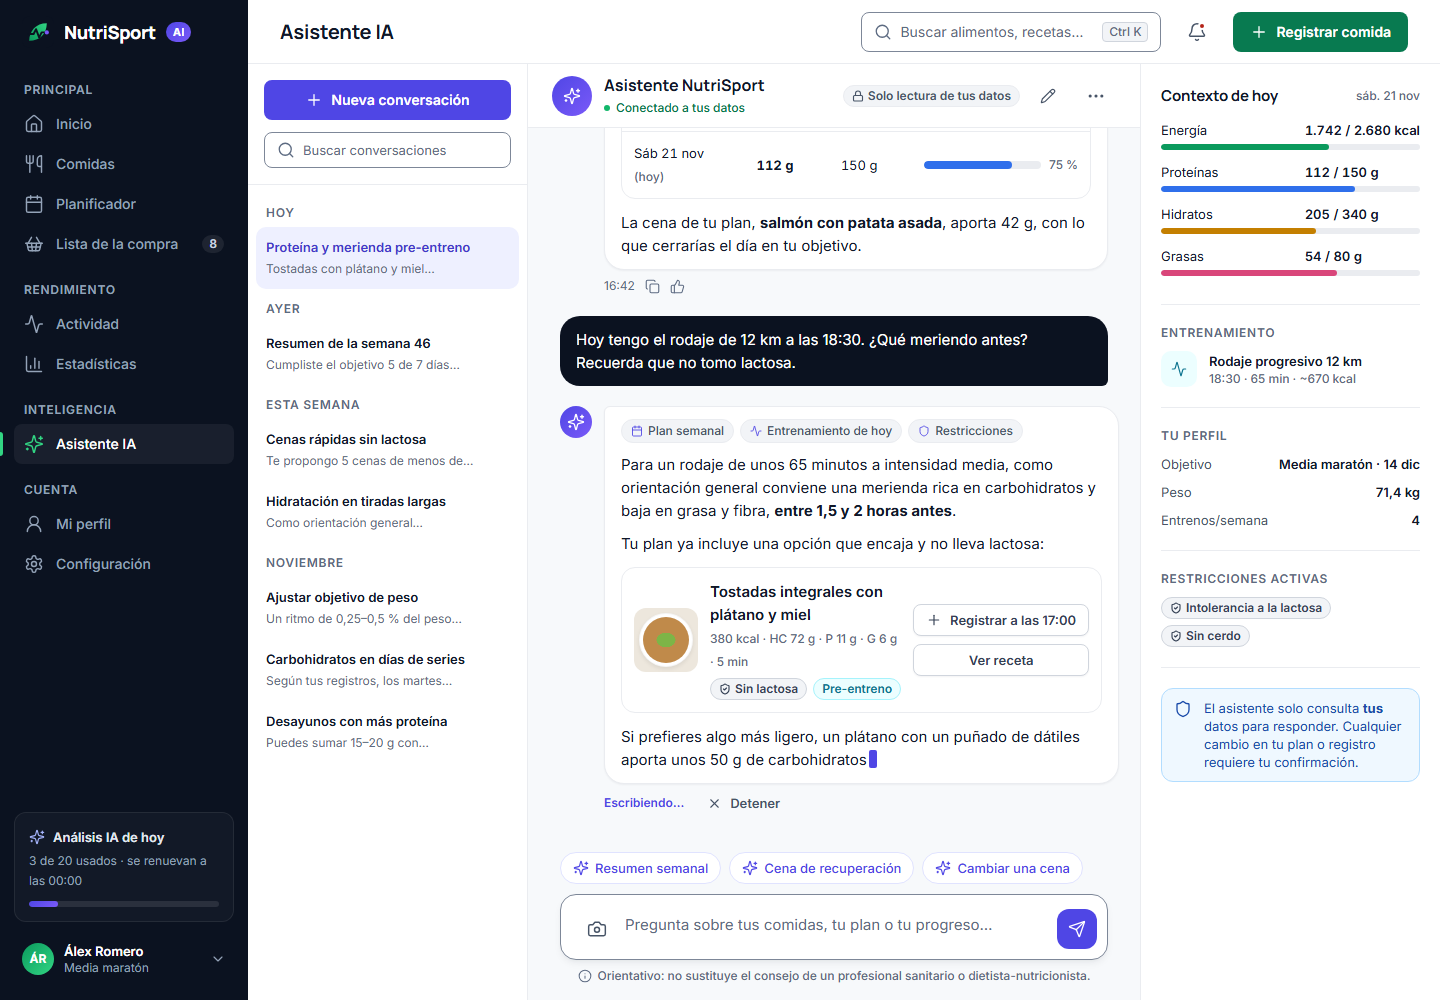 NutriSport AI
PRINCIPAL
Inicio
Comidas
Planificador
Lista de la compra 8
RENDIMIENTO
Actividad
Estadísticas
INTELIGENCIA
Asistente IA
CUENTA
Mi perfil
Configuración
Análisis IA de hoy
3 de 20 usados · se renuevan a
las 00:00
ÁR
Álex Romero
Media maratón
Asistente IA
Buscar alimentos, recetas... Ctrl K
Registrar comida
Nueva conversación
Buscar conversaciones
HOY
Proteína y merienda pre-entreno
Tostadas con plátano y miel...
AYER
Resumen de la semana 46
Cumpliste el objetivo 5 de 7 días...
ESTA SEMANA
Cenas rápidas sin lactosa
Te propongo 5 cenas de menos de...
Hidratación en tiradas largas
Como orientación general...
NOVIEMBRE
Ajustar objetivo de peso
Un ritmo de 0,25–0,5 % del peso...
Carbohidratos en días de series
Según tus registros, los martes...
Desayunos con más proteína
Puedes sumar 15–20 g con...
Asistente NutriSport
Conectado a tus datos
Solo lectura de tus datos
Sáb 21 nov
(hoy)
112 g 150 g 75 %
La cena de tu plan, salmón con patata asada, aporta 42 g, con lo
que cerrarías el día en tu objetivo.
16:42
Hoy tengo el rodaje de 12 km a las 18:30. ¿Qué meriendo antes?
Recuerda que no tomo lactosa.
Plan semanal Entrenamiento de hoy Restricciones
Para un rodaje de unos 65 minutos a intensidad media, como
orientación general conviene una merienda rica en carbohidratos y
baja en grasa y fibra, entre 1,5 y 2 horas antes.
Tu plan ya incluye una opción que encaja y no lleva lactosa:
Tostadas integrales con
plátano y miel
380 kcal · HC 72 g · P 11 g · G 6 g
· 5 min
Sin lactosa Pre-entreno
Registrar a las 17:00
Ver receta
Si prefieres algo más ligero, un plátano con un puñado de dátiles
aporta unos 50 g de carbohidratos
Escribiendo... Detener
Resumen semanal Cena de recuperación Cambiar una cena
Pregunta sobre tus comidas, tu plan o tu progreso...
Orientativo: no sustituye el consejo de un profesional sanitario o dietista-nutricionista.
Contexto de hoy sáb. 21 nov
Energía 1.742 / 2.680 kcal
Proteínas 112 / 150 g
Hidratos 205 / 340 g
Grasas 54 / 80 g
ENTRENAMIENTO
Rodaje progresivo 12 km
18:30 · 65 min · ~670 kcal
TU PERFIL
Objetivo Media maratón · 14 dic
Peso 71,4 kg
Entrenos/semana 4
RESTRICCIONES ACTIVAS
Intolerancia a la lactosa
Sin cerdo
El asistente solo consulta tus
datos para responder. Cualquier
cambio en tu plan o registro
requiere tu confirmación.